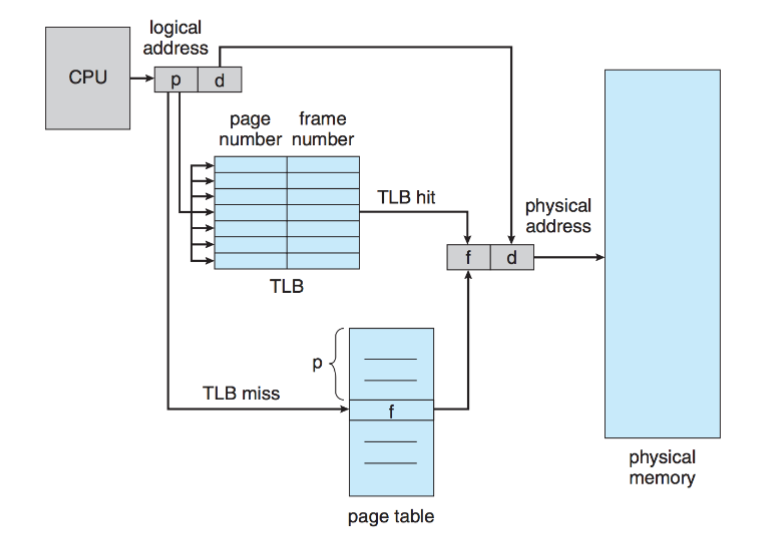 logical
address
CPU
p
d
page
number
frame
number
TLB hit
physical
address
f
d
TLB
p
TLB miss
f
physical
memory
page table